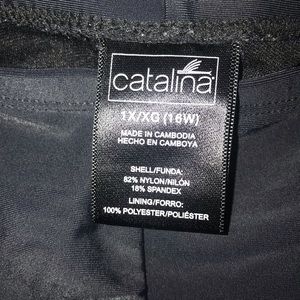 catalina
1X/XG (16W)
MADE IN CAMBODIA
HECHO EN CAMBOYA
SHELL/FUNDA:
82% NYLON/NILÓN
18% SPANDEX
LINING/FORRO:
100% POLYESTER/POLIÉSTER